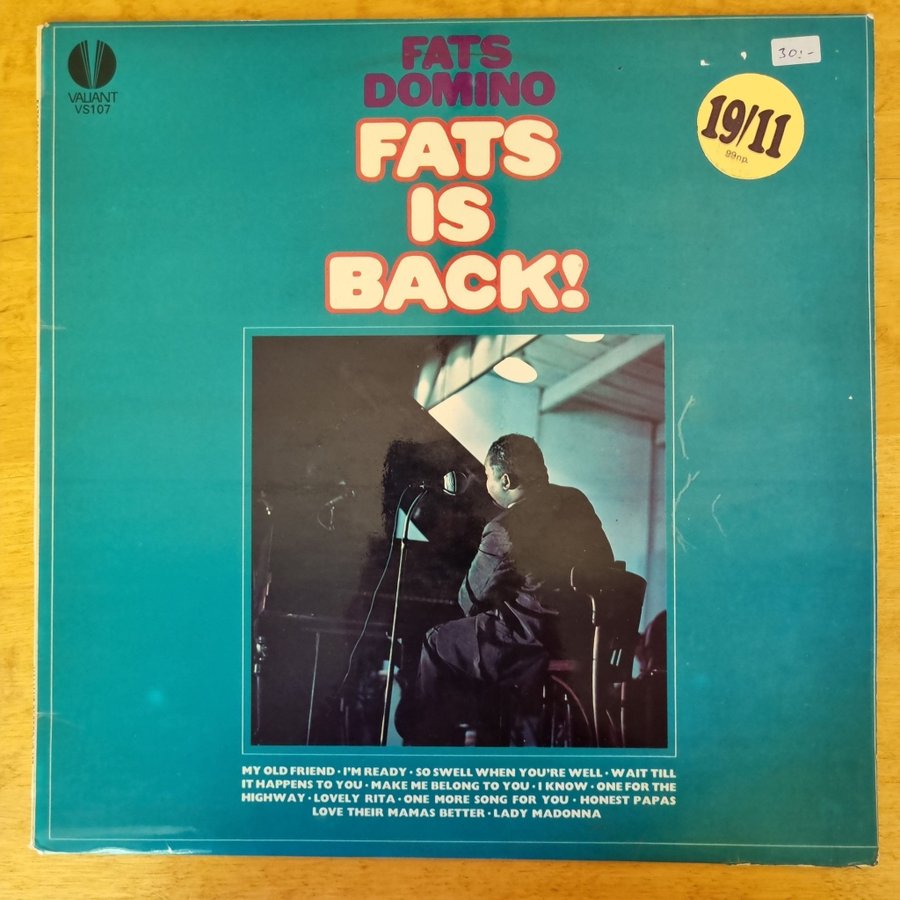 VALIANT
VS107
FATS
DOMINO
FATS
IS
BACK!
30:-
19/11
99np.
MY OLD FRIEND • I'M READY • SO SWELL WHEN YOU'RE WELL • WAIT TILL
IT HAPPENS TO YOU • MAKE ME BELONG TO YOU • I KNOW • ONE FOR THE
HIGHWAY • LOVELY RITA • ONE MORE SONG FOR YOU • HONEST PAPAS
LOVE THEIR MAMAS BETTER • LADY MADONNA